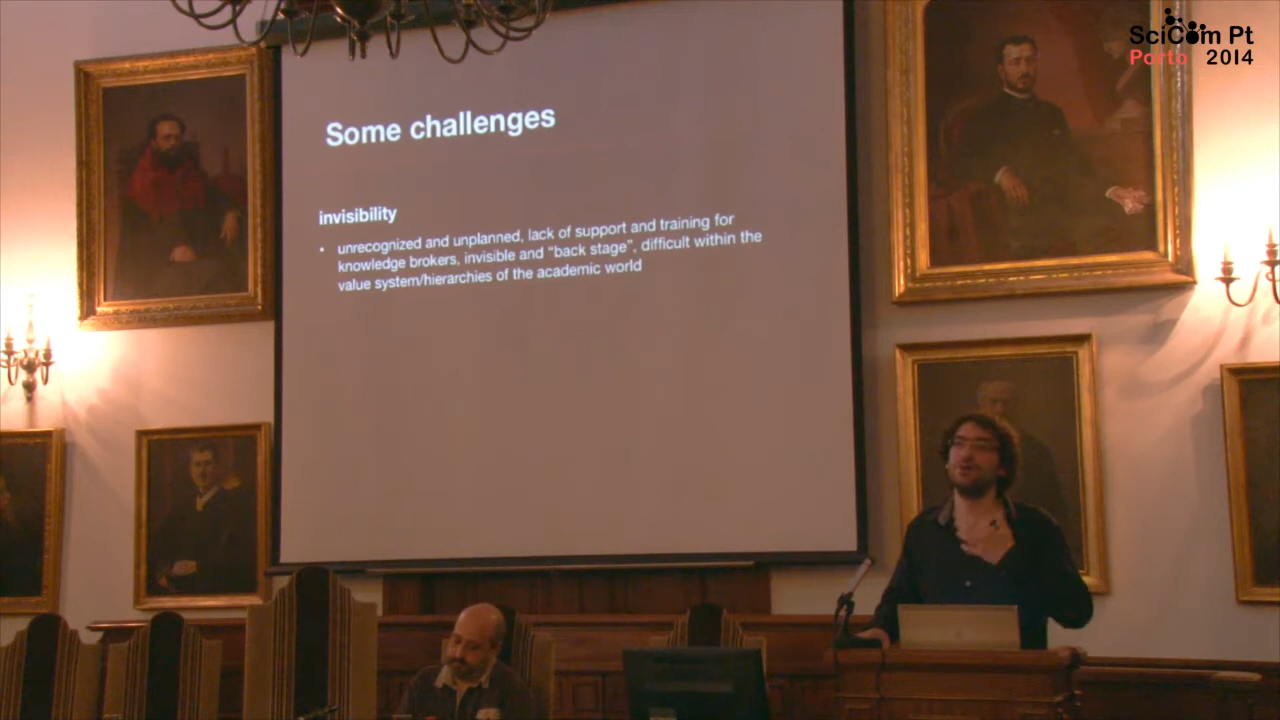 SciCom Pt
Porto 2014
Some challenges
invisibility
• unrecognized and unplanned, lack of support and training for
knowledge brokers, invisible and “back stage”, difficult within the
value system/hierarchies of the academic world